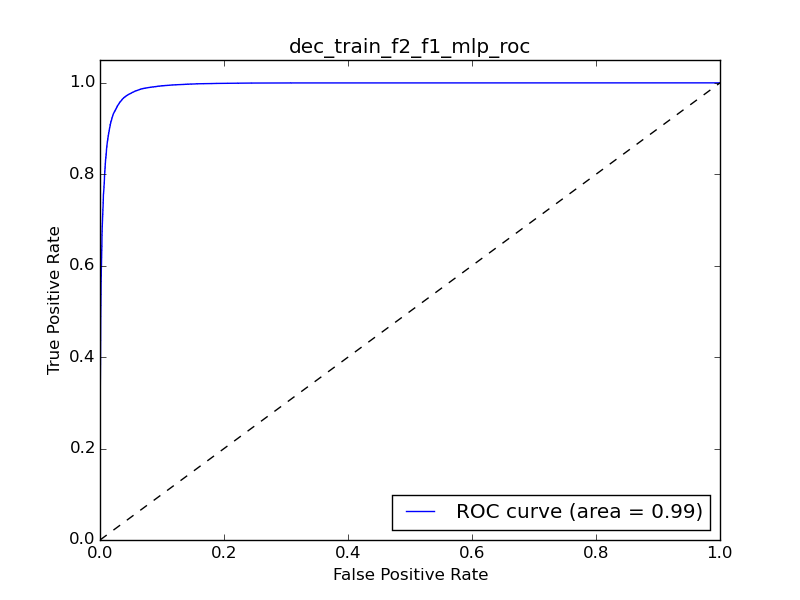 dec_train_f2_f1_mlp_roc
1.0
0.8
0.6
0.4
0.2
0.0
True Positive Rate
ROC curve (area = 0.99)
0.0 0.2 0.4 0.6 0.8 1.0
False Positive Rate